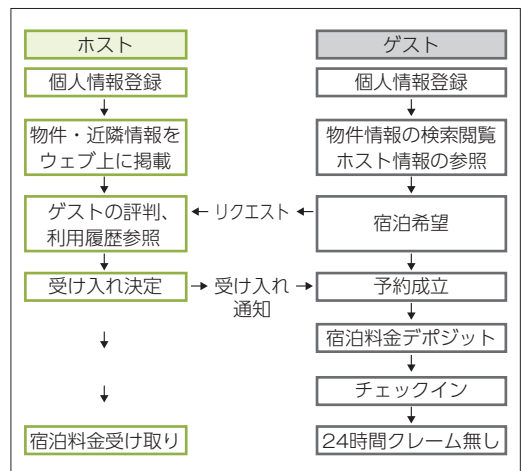 ホスト
ゲスト
個人情報登録
個人情報登録
物件・近隣情報を
ウェブ上に掲載
物件情報の検索閲覧
ホスト情報の参照
ゲストの評判、
利用履歴参照
リクエスト
宿泊希望
受け入れ決定
受け入れ
通知
予約成立
宿泊料金デポジット
チェックイン
宿泊料金受け取り
24時間クレーム無し